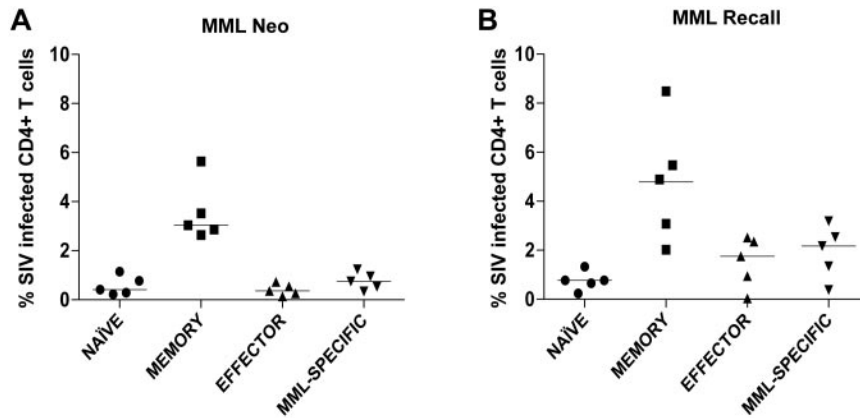 A
MML Neo
% SIV infected CD4+ T cells
10
8
6
4
2
0
NAÏVE
MEMORY
EFFECTOR
MML-SPECIFIC
B
MML Recall
% SIV infected CD4+ T cells
10
8
6
4
2
0
NAÏVE
MEMORY
EFFECTOR
MML-SPECIFIC